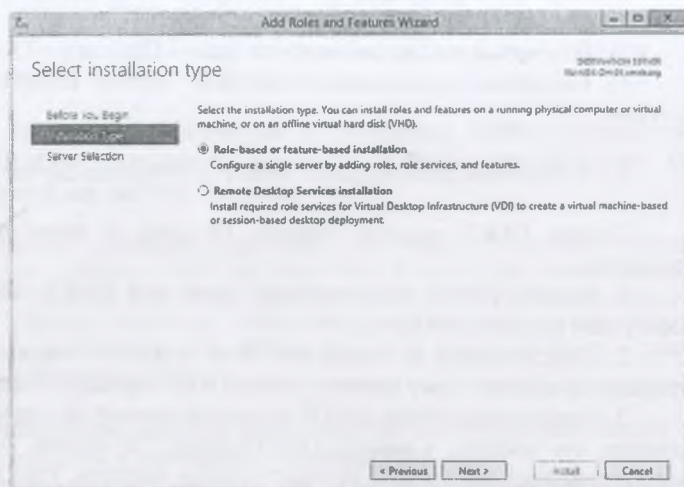 Add Roles and Features Wizard
Select installation type
DESTINATION SERVER
Before You Begin
Installation Type
Server Selection
Select the installation type. You can install roles and features on a running physical computer or virtual
machine, or on an offline virtual hard disk (VHD).
Role-based or feature-based installation
Configure a single server by adding roles, role services, and features.
Remote Desktop Services installation
Install required role services for Virtual Desktop Infrastructure (VDI) to create a virtual machine-based
or session-based desktop deployment.
< Previous
Next >
Install
Cancel